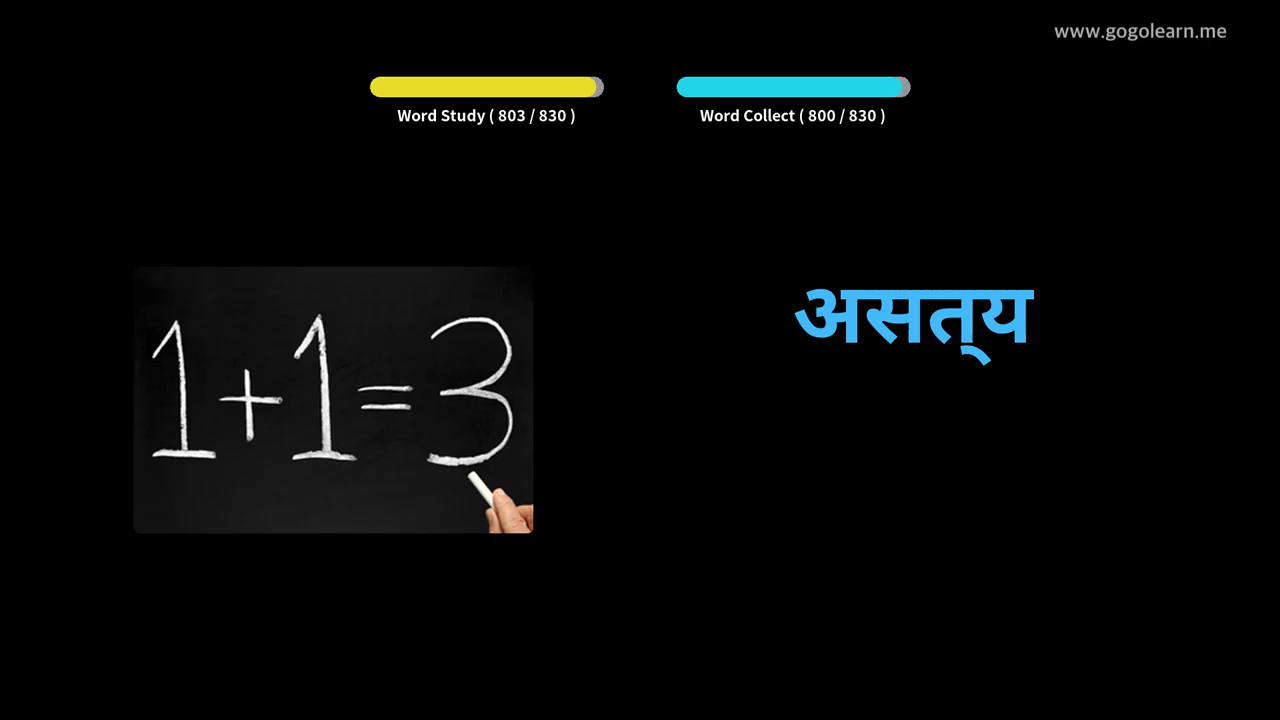 www.gogolearn.me
Word Study ( 803 / 830 )
Word Collect ( 800 / 830 )
1+1=3
असत्‌य